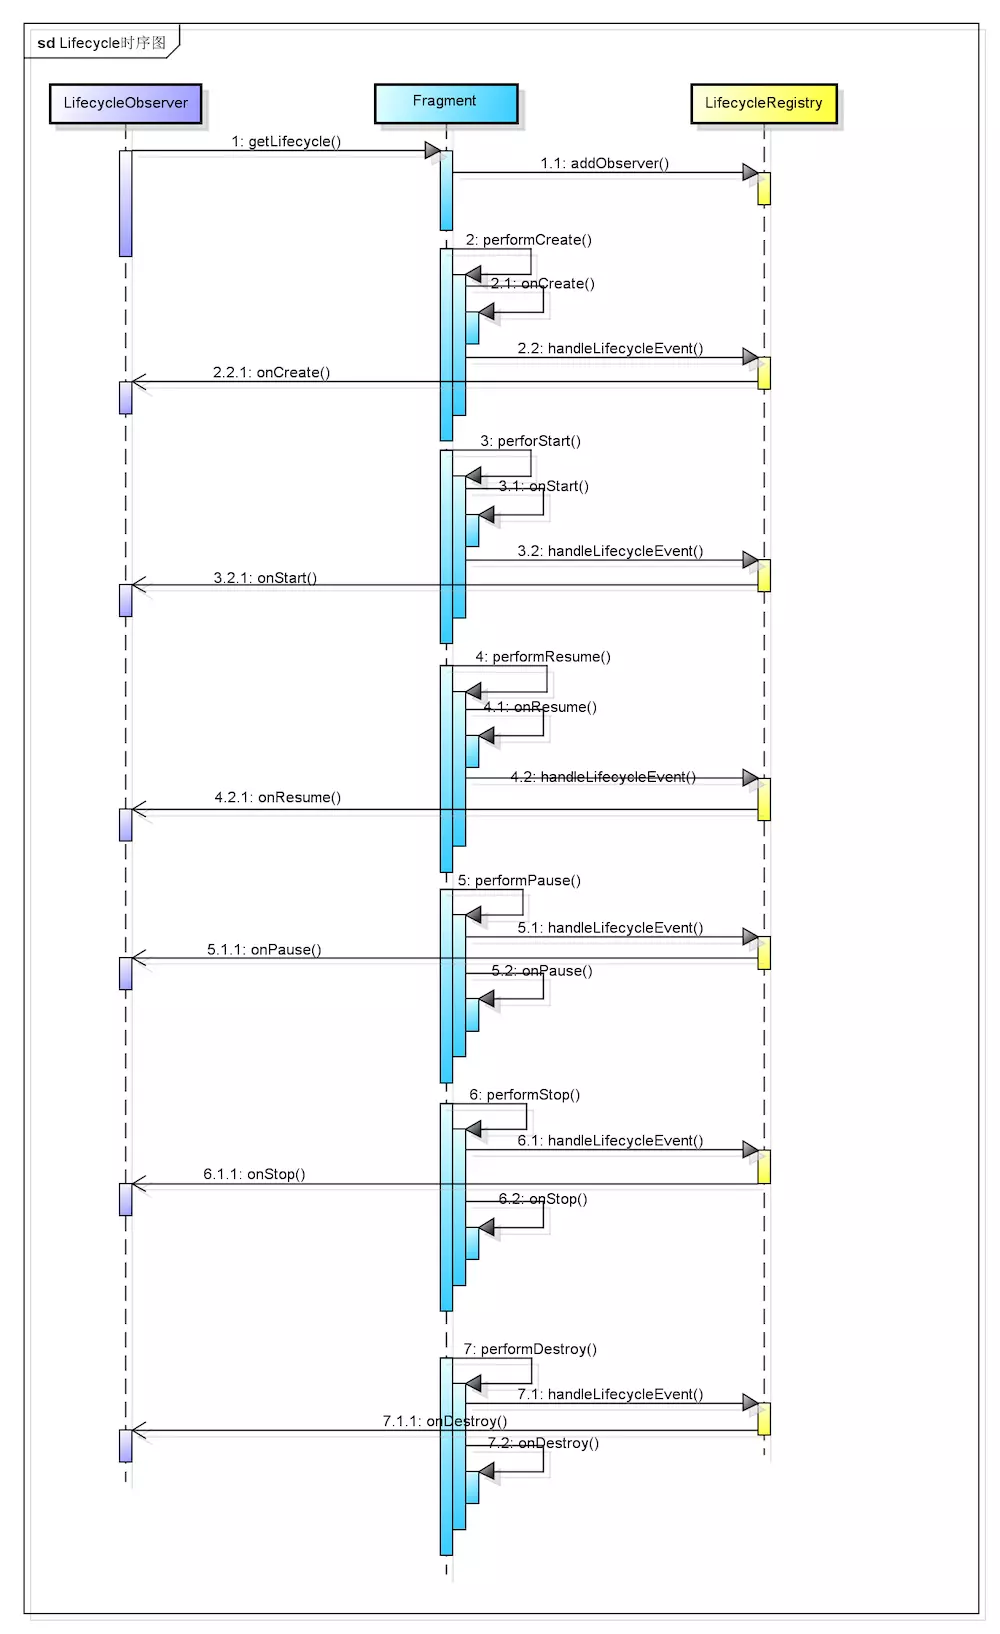 sd Lifecycle时序图
LifecycleObserver
Fragment
LifecycleRegistry
1: getLifecycle()
1.1: addObserver()
2: performCreate()
2.1: onCreate()
2.2: handleLifecycleEvent()
2.2.1: onCreate()
3: perforStart()
3.1: onStart()
3.2: handleLifecycleEvent()
3.2.1: onStart()
4: performResume()
4.1: onResume()
4.2: handleLifecycleEvent()
4.2.1: onResume()
5: performPause()
5.1: handleLifecycleEvent()
5.1.1: onPause()
5.2: onPause()
6: performStop()
6.1: handleLifecycleEvent()
6.1.1: onStop()
6.2: onStop()
7: performDestroy()
7.1: handleLifecycleEvent()
7.1.1: onDestroy()
7.2: onDestroy()